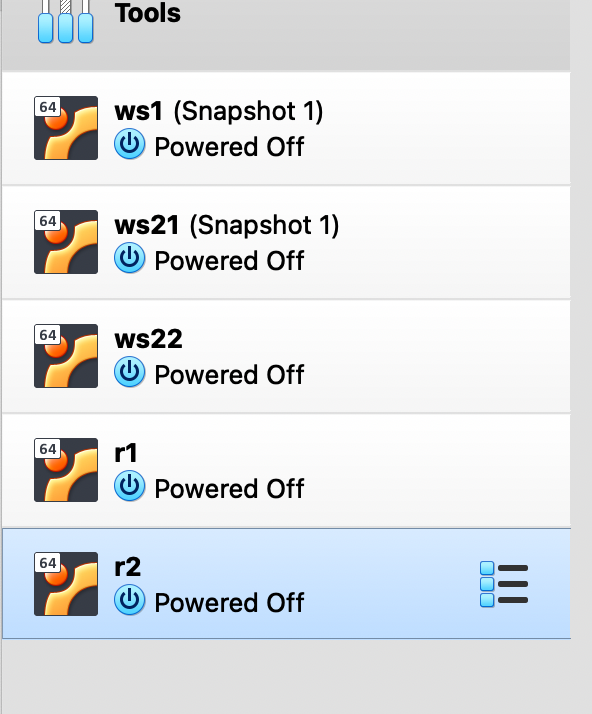 Tools
64
ws1 (Snapshot 1)
Powered Off
64
ws21 (Snapshot 1)
Powered Off
64
ws22
Powered Off
64
r1
Powered Off
64
r2
Powered Off